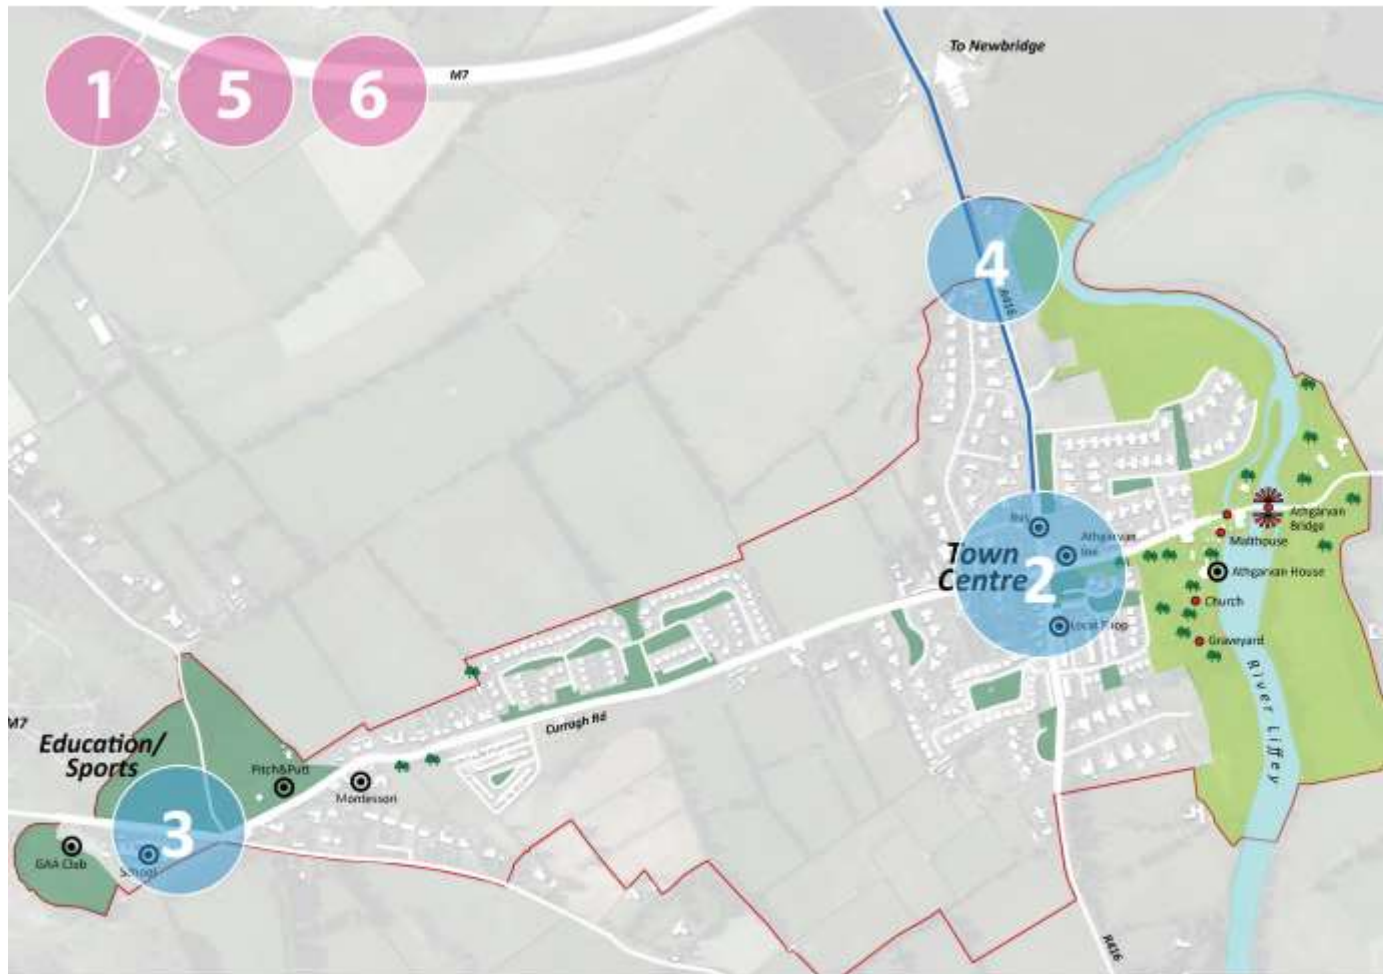 1 5 6
M7
To Newbridge
4
R416
Bus
Athgarvan
Inn
Town
Centre
2
Local Shop
Athgarvan
Bridge
Malthouse
Athgarvan House
Church
Graveyard
River Liffey
Curragh Rd
M7
Education/
Sports
Pitch&Putt
Montessori
3
GAA Club
School
R416